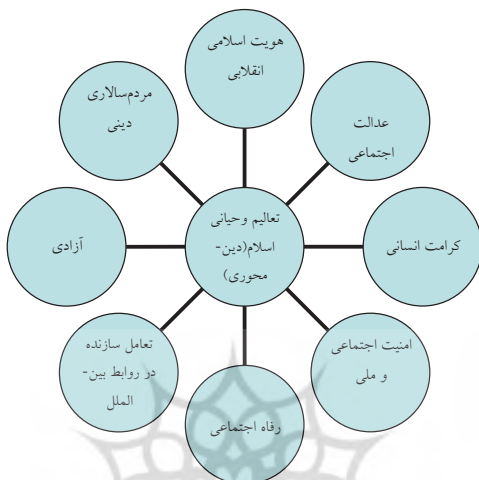 هویت اسلامی
انقلابی
عدالت
اجتماعی
کرامت انسانی
امنیت اجتماعی
و ملی
رفاه اجتماعی
تعامل سازنده
در روابط بین-
الملل
آزادی
مردم‌سالاری
دینی
تعالیم وحیانی
اسلام(دین-
محوری)